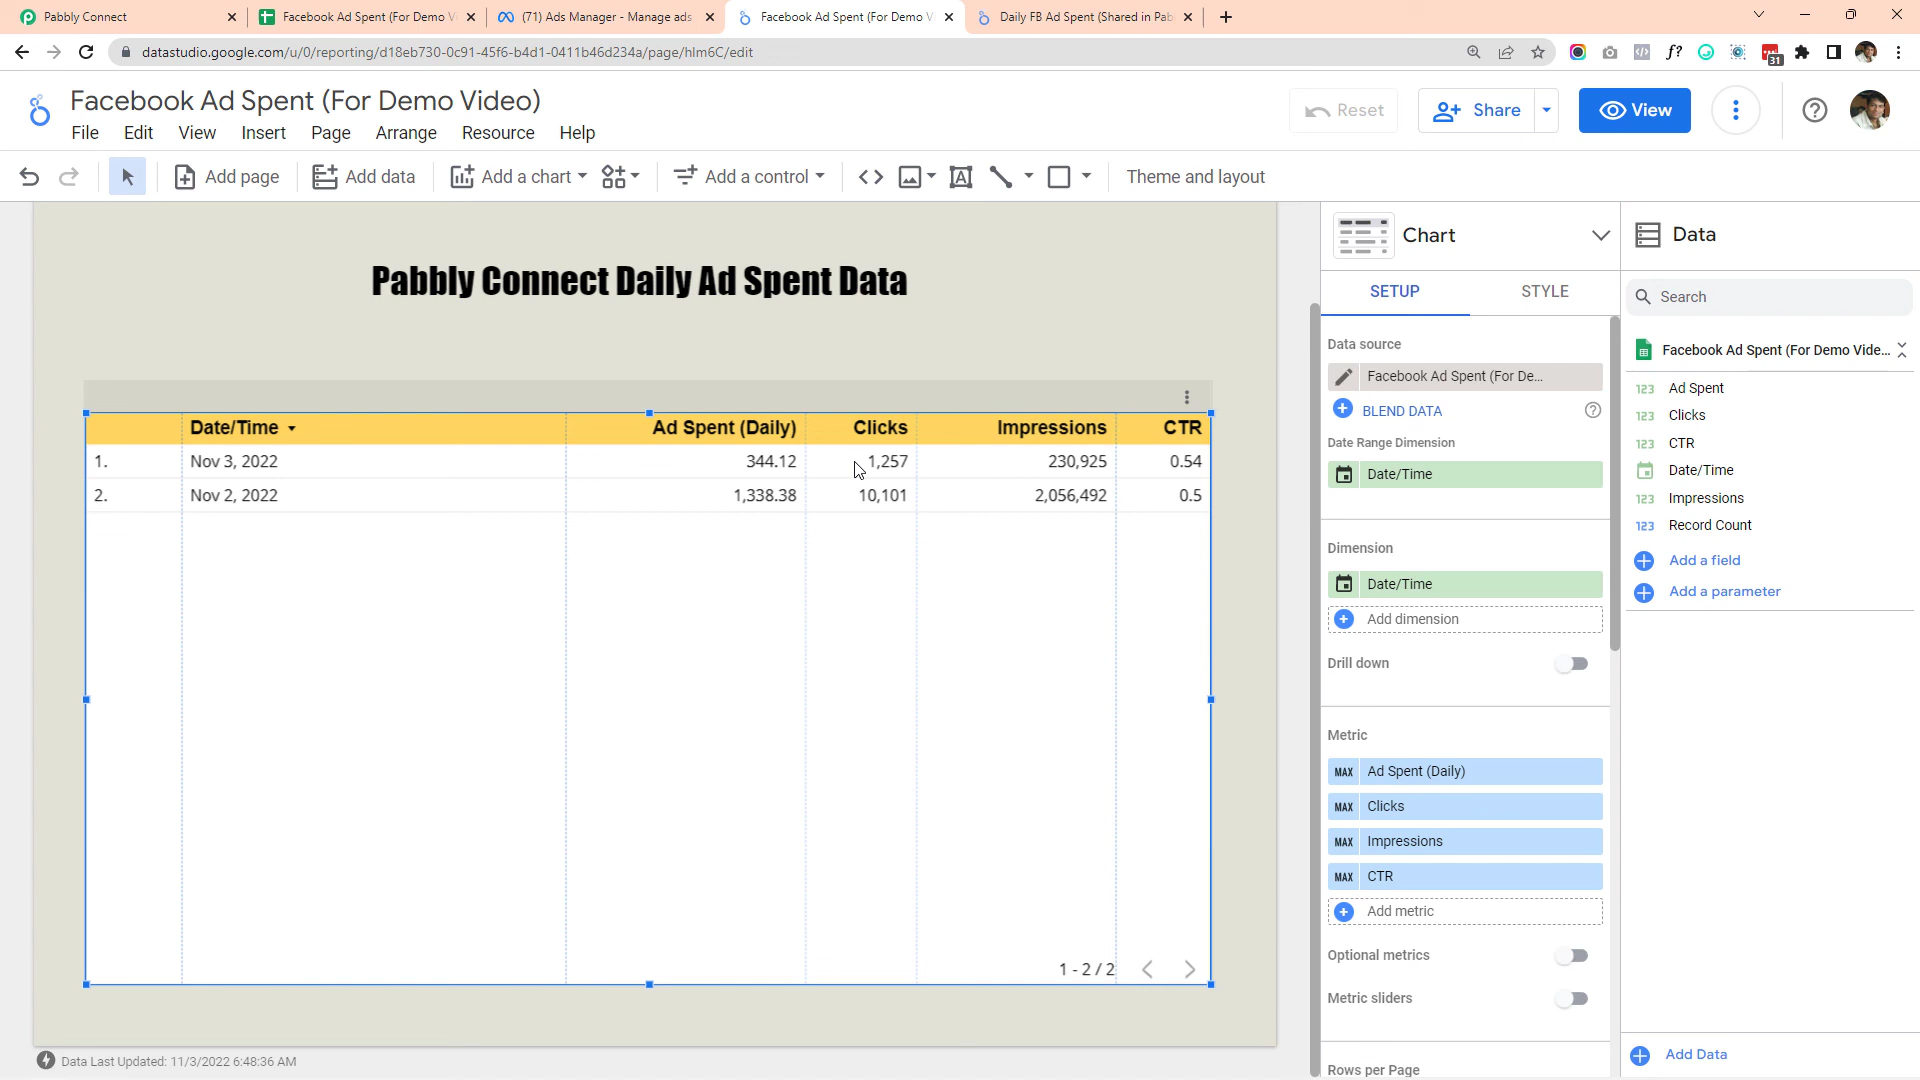 Pabbly Connect
Facebook Ad Spent (For Demo V
(71) Ads Manager - Manage ads
Facebook Ad Spent (For Demo V
Daily FB Ad Spent (Shared in Pab
datastudio.google.com/u/0/reporting/d18eb730-0c91-45f6-b4d1-0411b46d234a/page/hlm6C/edit
f?
31
Facebook Ad Spent (For Demo Video)
File Edit View Insert Page Arrange Resource Help
Reset
Share
View
Add page
Add data
Add a chart
Add a control
Theme and layout
Pabbly Connect Daily Ad Spent Data
Date/Time Ad Spent (Daily) Clicks Impressions CTR
1. Nov 3, 2022 344.12 1,257 230,925 0.54
2. Nov 2, 2022 1,338.38 10,101 2,056,492 0.5
1 - 2 / 2
Data Last Updated: 11/3/2022 6:48:36 AM
Chart
SETUP STYLE
Data source
Facebook Ad Spent (For De...
BLEND DATA
Date Range Dimension
Date/Time
Dimension
Date/Time
Add dimension
Drill down
Metric
MAX Ad Spent (Daily)
MAX Clicks
MAX Impressions
MAX CTR
Add metric
Optional metrics
Metric sliders
Rows per Page
Data
Search
Facebook Ad Spent (For Demo Vide...
123 Ad Spent
123 Clicks
123 CTR
Date/Time
123 Impressions
123 Record Count
Add a field
Add a parameter
Add Data